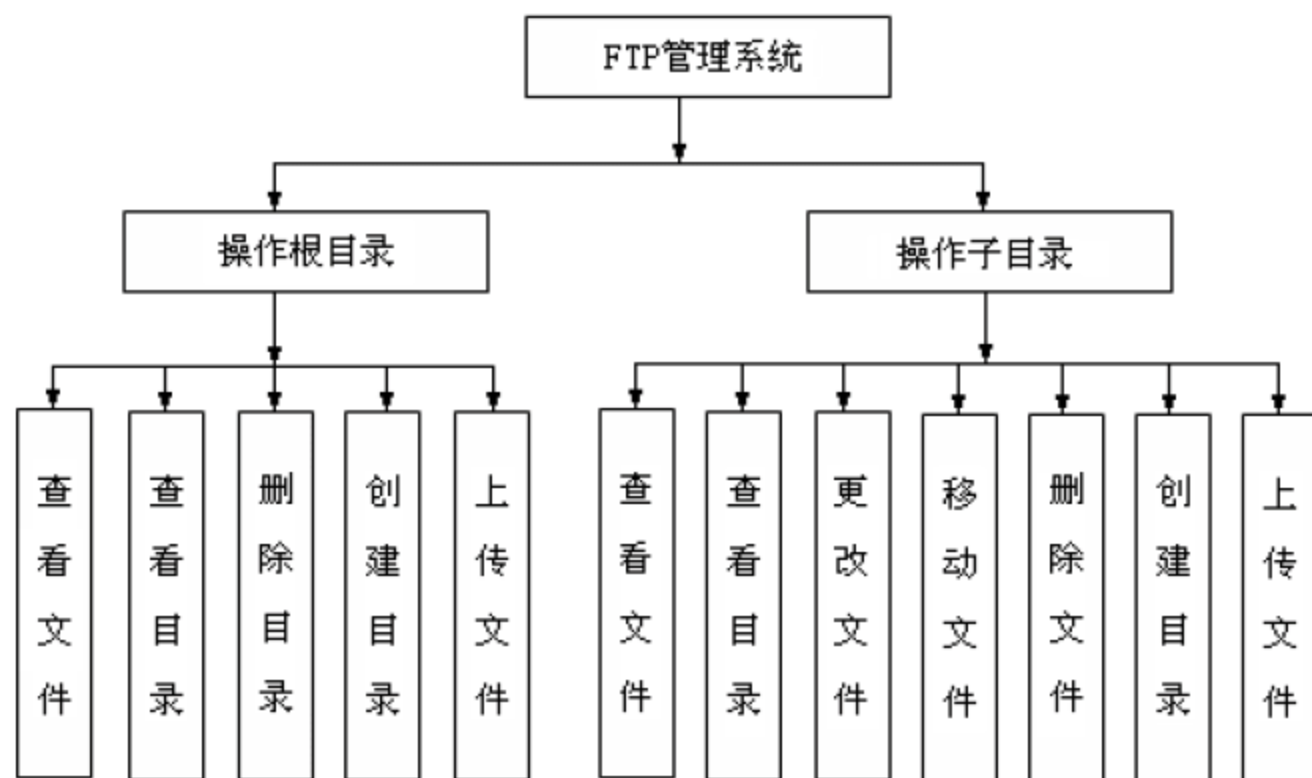 FTP管理系统
操作根目录
操作子目录
查看文件
查看目录
删除目录
创建目录
上传文件
查看文件
查看目录
更改文件
移动文件
删除文件
创建目录
上传文件